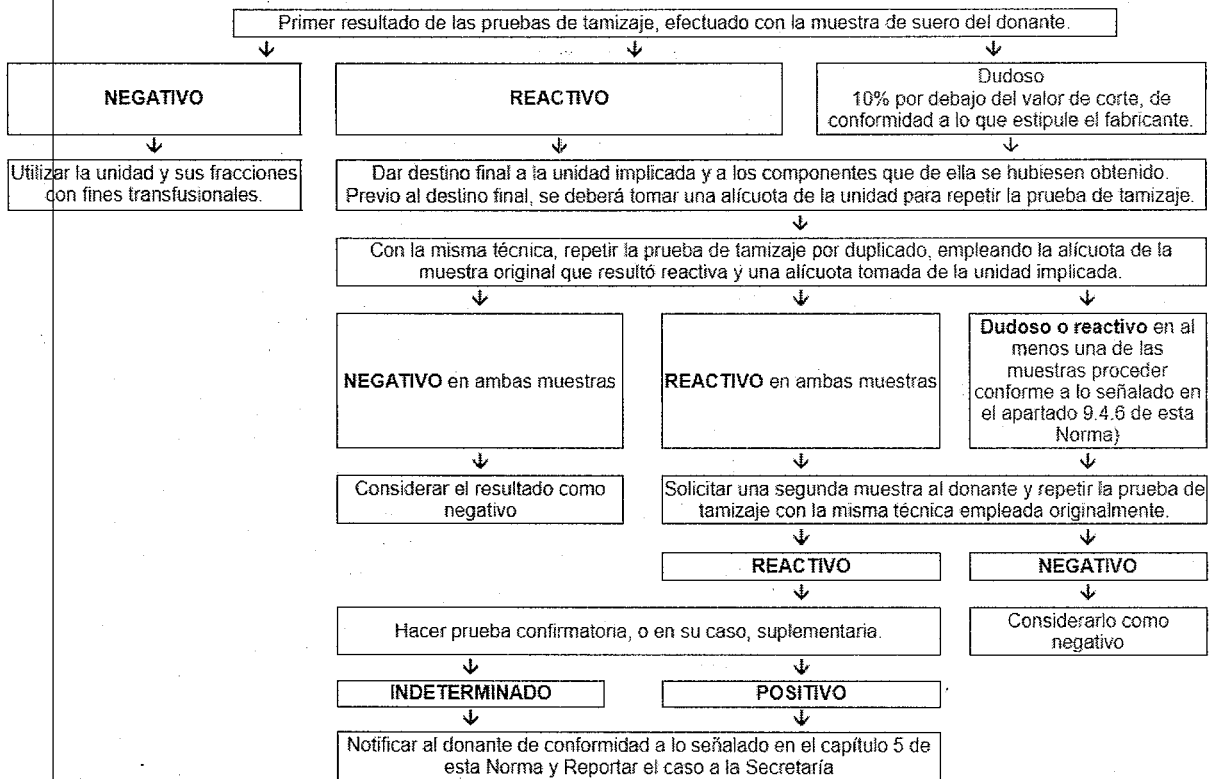 Primer resultado de las pruebas de tamizaje, efectuado con la muestra de suero del donante.
↓ ↓ ↓
NEGATIVO
REACTIVO
Dudoso
10% por debajo del valor de corte, de
conformidad a lo que estipule el fabricante.
↓ ↓ ↓
Utilizar la unidad y sus fracciones
con fines transfusionales.
Dar destino final a la unidad implicada y a los componentes que de ella se hubiesen obtenido.
Previo al destino final, se deberá tomar una alícuota de la unidad para repetir la prueba de tamizaje.
↓
Con la misma técnica, repetir la prueba de tamizaje por duplicado, empleando la alícuota de la
muestra original que resultó reactiva y una alícuota tomada de la unidad implicada.
↓ ↓ ↓
NEGATIVO en ambas muestras
REACTIVO en ambas muestras
Dudoso o reactivo en al
menos una de las
muestras proceder
conforme a lo señalado en
el apartado 9.4.6 de esta
Norma)
↓ ↓ ↓
Considerar el resultado como
negativo
Solicitar una segunda muestra al donante y repetir la prueba de
tamizaje con la misma técnica empleada originalmente.
↓ ↓
REACTIVO
NEGATIVO
↓ ↓
Hacer prueba confirmatoria, o en su caso, suplementaria.
Considerarlo como
negativo
↓ ↓
INDETERMINADO
POSITIVO
↓ ↓
Notificar al donante de conformidad a lo señalado en el capítulo 5 de
esta Norma y Reportar el caso a la Secretaría